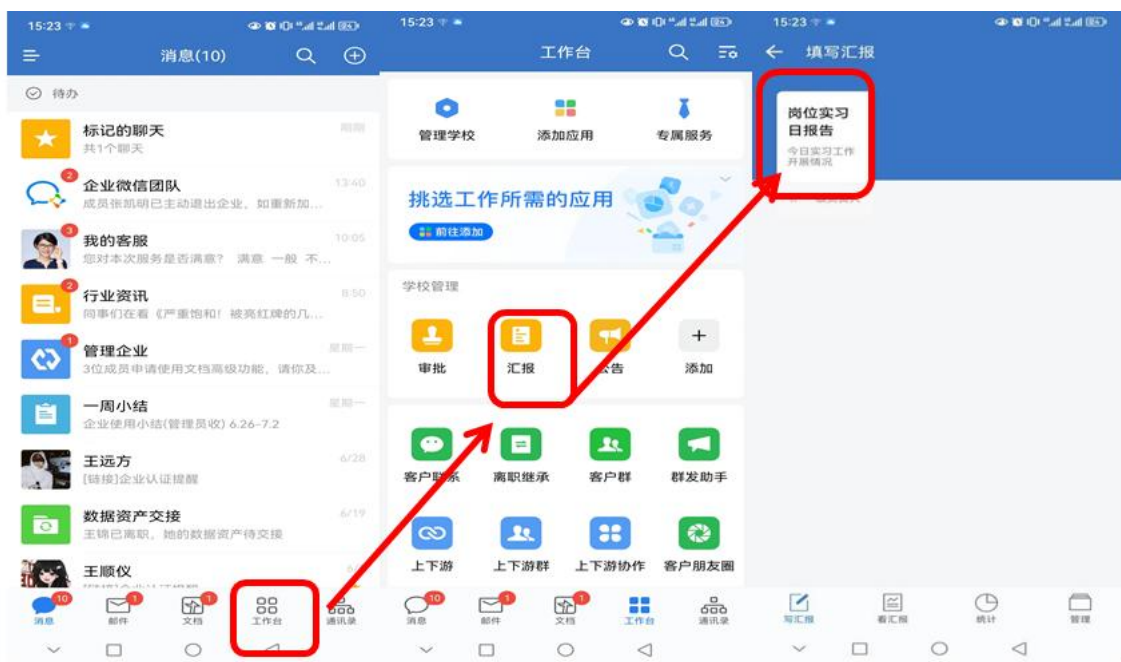 15:23
消息(10)
待办
标记的聊天
刚刚
共1个聊天
2
企业微信团队
13:40
成员张凯明已主动退出企业，如重新加...
3
我的客服
10:05
您对本次服务是否满意？ 满意 一般 不...
2
行业资讯
8:50
同事们在看《严重饱和！被亮红牌的几...
1
管理企业
星期一
3位成员申请使用文档高级功能，请你及...
一周小结
星期一
企业使用小结(管理员收) 6.26-7.2
王远方
6/28
[链接]企业认证提醒
数据资产交接
6/19
王锦已离职，她的数据资产待交接
王顺仪
10
1
1
消息
邮件
文档
工作台
通讯录
15:23
工作台
管理学校
添加应用
专属服务
挑选工作所需的应用
前往添加
学校管理
审批
汇报
公告
添加
客户联系
离职继承
客户群
群发助手
上下游
上下游群
上下游协作
客户朋友圈
10
1
1
消息
邮件
文档
工作台
通讯录
15:23
填写汇报
岗位实习
日报告
今日实习工作
开展情况
写汇报
看汇报
统计
管理